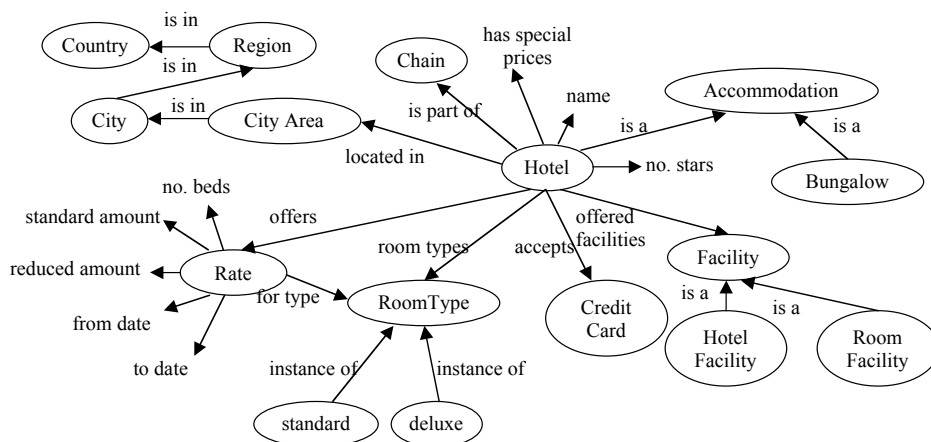 is in
Country
Region
is in
City
is in
City Area
Chain
has special
prices
name
is part of
Accommodation
is a
is a
located in
Hotel
no. stars
Bungalow
no. beds
standard amount
offers
room types
accepts
offered
facilities
reduced amount
Rate
for type
RoomType
Facility
from date
to date
Credit
Card
is a
is a
Hotel
Facility
Room
Facility
instance of
instance of
standard
deluxe